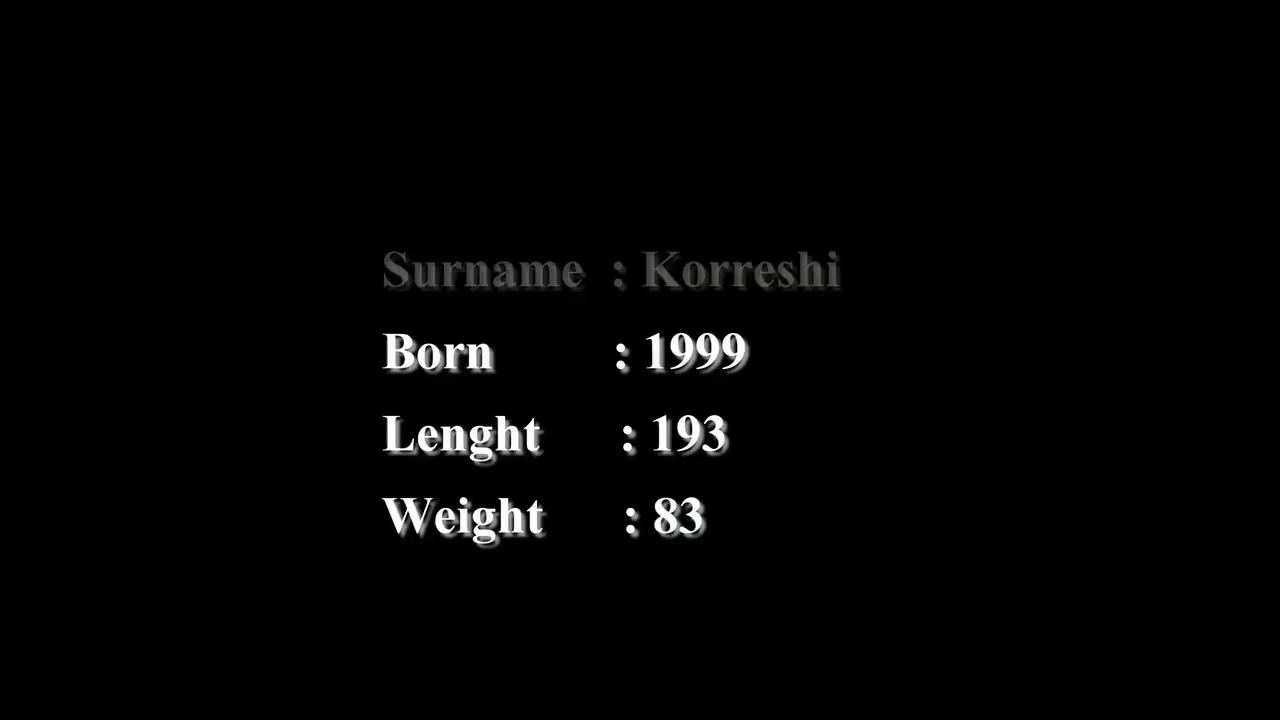 Surname : Korreshi
Born : 1999
Lenght : 193
Weight : 83